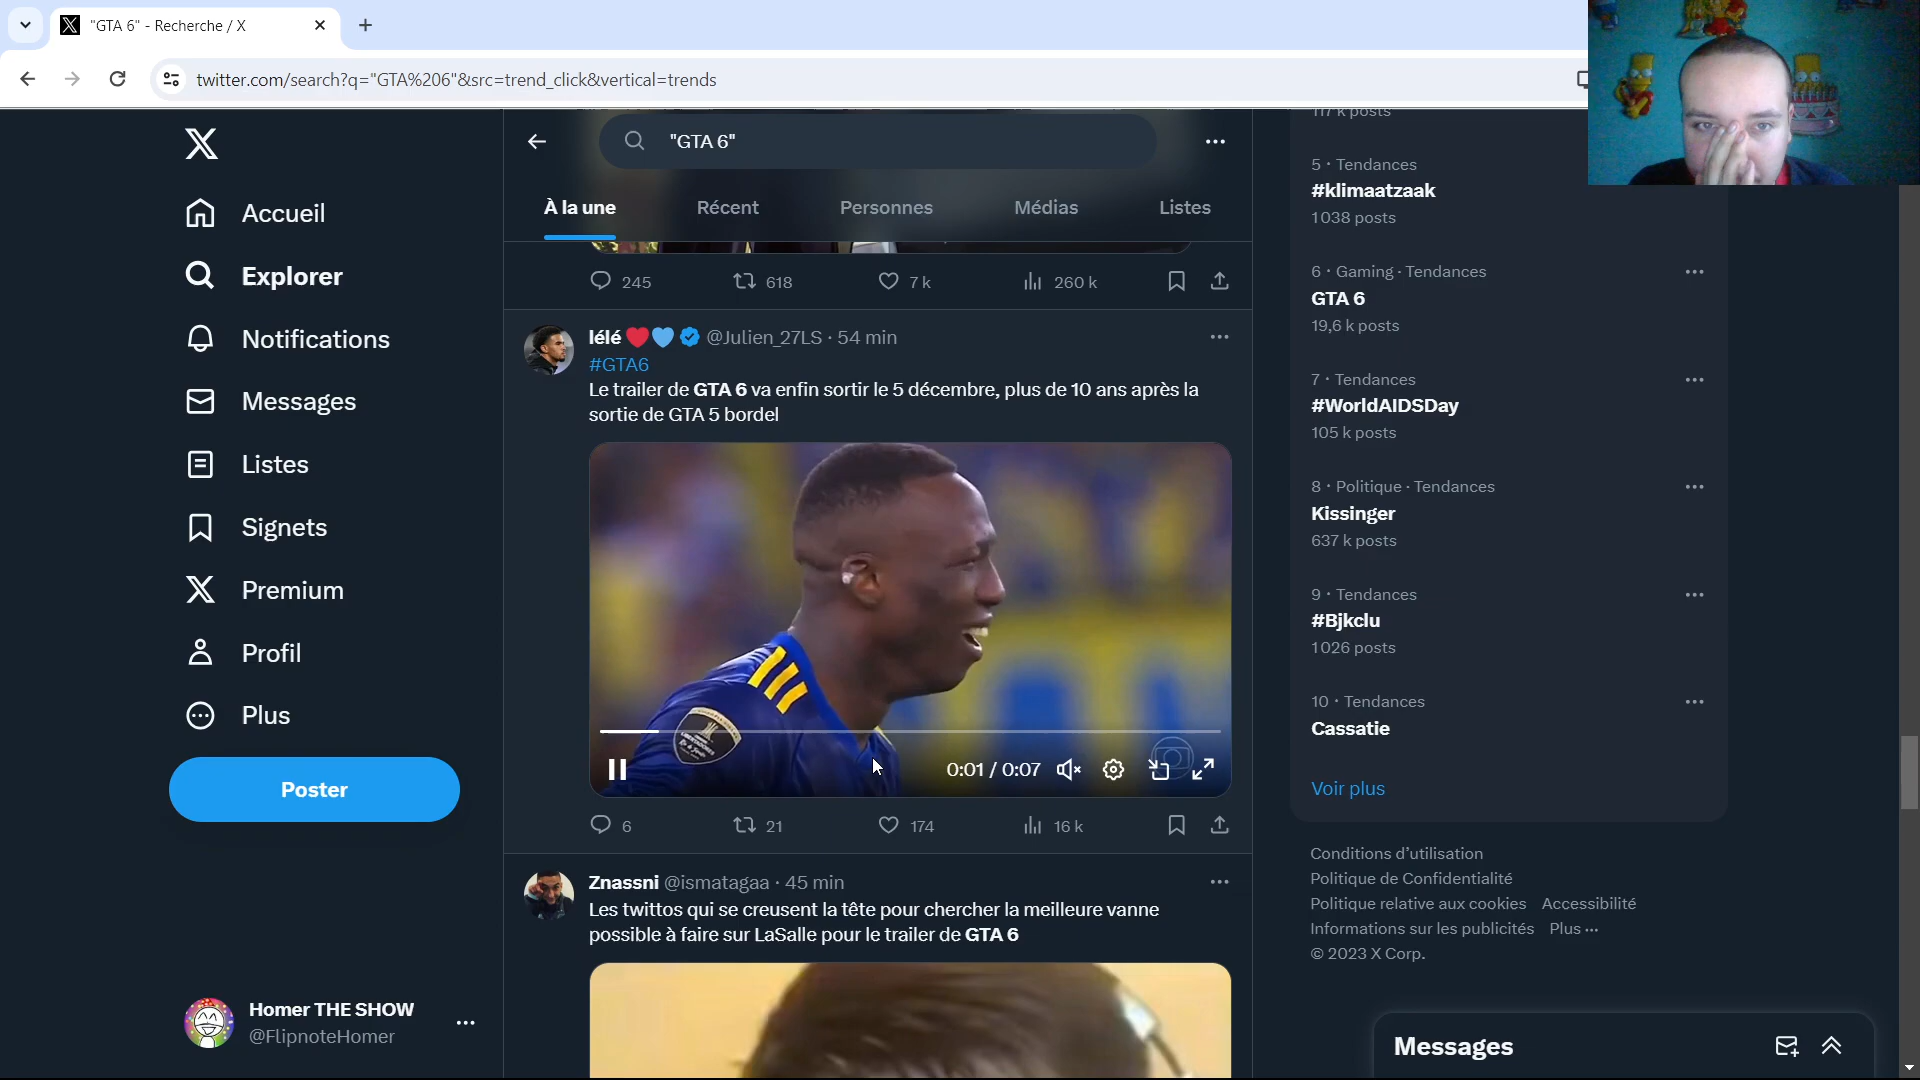 "GTA 6" - Recherche / X
twitter.com/search?q="GTA%206"&src=trend_click&vertical=trends
Accueil
Explorer
Notifications
Messages
Listes
Signets
Premium
Profil
Plus
Poster
Homer THE SHOW
@FlipnoteHomer
"GTA 6"
À la une Récent Personnes Médias Listes
245 618 7 k 260 k
lélé @Julien_27LS · 54 min
#GTA6
Le trailer de GTA 6 va enfin sortir le 5 décembre, plus de 10 ans après la
sortie de GTA 5 bordel
0:01 / 0:07
6 21 174 16 k
Znassni @ismatagaa · 45 min
Les twittos qui se creusent la tête pour chercher la meilleure vanne
possible à faire sur LaSalle pour le trailer de GTA 6
117 k posts
5 · Tendances
#klimaatzaak
1 038 posts
6 · Gaming · Tendances
GTA 6
19,6 k posts
7 · Tendances
#WorldAIDSDay
105 k posts
8 · Politique · Tendances
Kissinger
637 k posts
9 · Tendances
#Bjkclu
1 026 posts
10 · Tendances
Cassatie
Voir plus
Conditions d'utilisation
Politique de Confidentialité
Politique relative aux cookies Accessibilité
Informations sur les publicités Plus ···
© 2023 X Corp.
Messages